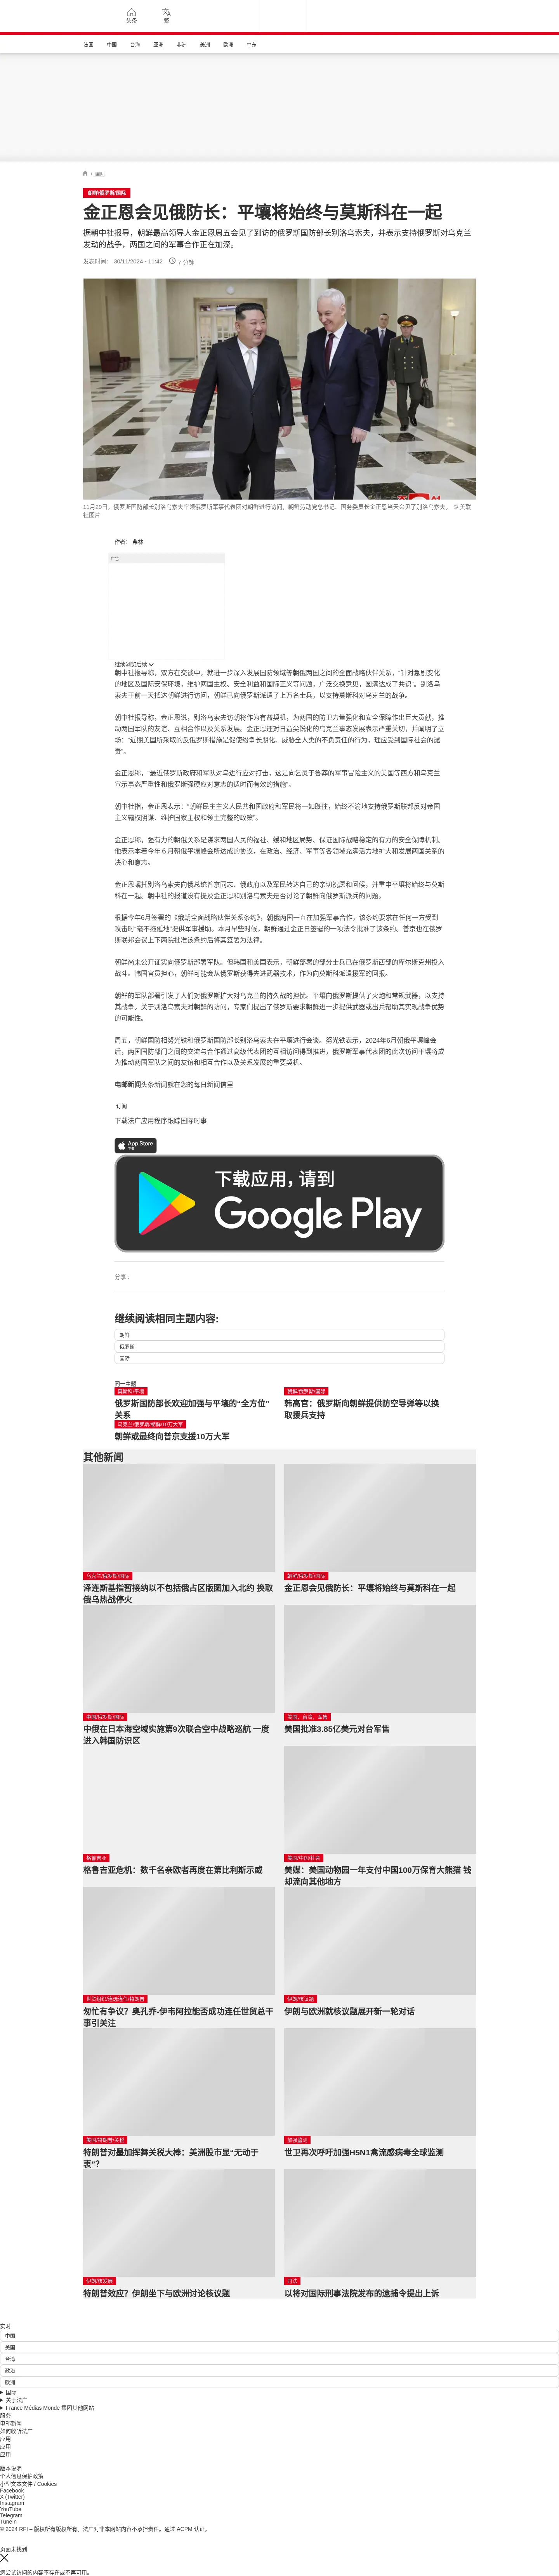 头条
繁
法国
中国
台海
亚洲
非洲
美洲
欧洲
中东
/ 国际
朝鲜/俄罗斯/国际
金正恩会见俄防长：平壤将始终与莫斯科在一起
据朝中社报导，朝鲜最高领导人金正恩周五会见了到访的俄罗斯国防部长别洛乌索夫，并表示支持俄罗斯对乌克兰
发动的战争，两国之间的军事合作正在加深。
发表时间： 30/11/2024 - 11:42
7 分钟
11月29日，俄罗斯国防部长别洛乌索夫率领俄罗斯军事代表团对朝鲜进行访问，朝鲜劳动党总书记、国务委员长金正恩当天会见了别洛乌索夫。 © 美联
社图片
作者： 弗林
广告
继续浏览后续
朝中社报导称，双方在交谈中，就进一步深入发展国防领域等朝俄两国之间的全面战略伙伴关系，“针对急剧变化
的地区及国际安保环境，维护两国主权、安全利益和国际正义等问题，广泛交换意见，圆满达成了共识”。别洛乌
索夫于前一天抵达朝鲜进行访问，朝鲜已向俄罗斯派遣了上万名士兵，以支持莫斯科对乌克兰的战争。
朝中社报导称，金正恩说，别洛乌索夫访朝将作为有益契机，为两国的防卫力量强化和安全保障作出巨大贡献，推
动两国军队的友谊、互相合作以及关系发展。金正恩还对日益尖锐化的乌克兰事态发展表示严重关切，并阐明了立
场：“近期美国所采取的反俄罗斯措施是促使纷争长期化、威胁全人类的不负责任的行为，理应受到国际社会的谴
责”。
金正恩称，“最近俄罗斯政府和军队对乌进行应对打击，这是向乞灵于鲁莽的军事冒险主义的美国等西方和乌克兰
宣示事态严重性和俄罗斯强硬应对意志的适时而有效的措施”。
朝中社指，金正恩表示：“朝鲜民主主义人民共和国政府和军民将一如既往，始终不渝地支持俄罗斯联邦反对帝国
主义霸权阴谋、维护国家主权和领土完整的政策”。
金正恩称，强有力的朝俄关系是谋求两国人民的福祉、缓和地区局势、保证国际战略稳定的有力的安全保障机制。
他表示本着今年６月朝俄平壤峰会所达成的协议，在政治、经济、军事等各领域充满活力地扩大和发展两国关系的
决心和意志。
金正恩嘱托别洛乌索夫向俄总统普京同志、俄政府以及军民转达自己的亲切祝愿和问候，并重申平壤将始终与莫斯
科在一起。朝中社的报道没有提及金正恩和别洛乌索夫是否讨论了朝鲜向俄罗斯派兵的问题。
根据今年6月签署的《俄朝全面战略伙伴关系条约》，朝俄两国一直在加强军事合作，该条约要求在任何一方受到
攻击时“毫不拖延地”提供军事援助。本月早些时候，朝鲜通过金正日签署的一项法令批准了该条约。普京也在俄罗
斯联邦会议上下两院批准该条约后将其签署为法律。
朝鲜尚未公开证实向俄罗斯部署军队。但韩国和美国表示，朝鲜部署的部分士兵已在俄罗斯西部的库尔斯克州投入
战斗。韩国官员担心，朝鲜可能会从俄罗斯获得先进武器技术，作为向莫斯科派遣援军的回报。
朝鲜的军队部署引发了人们对俄罗斯扩大对乌克兰的持久战的担忧。平壤向俄罗斯提供了火炮和常规武器，以支持
其战争。关于别洛乌索夫对朝鲜的访问，专家们提出了俄罗斯要求朝鲜进一步提供武器或出兵帮助其实现战争优势
的可能性。
周五，朝鲜国防相努光铁和俄罗斯国防部长别洛乌索夫在平壤进行会谈。努光铁表示，2024年6月朝俄平壤峰会
后，两国国防部门之间的交流与合作通过高级代表团的互相访问得到推进，俄罗斯军事代表团的此次访问平壤将成
为推动两国军队之间的友谊和相互合作以及关系发展的重要契机。
电邮新闻头条新闻就在您的每日新闻信里
订阅
下载法广应用程序跟踪国际时事
App Store
下载
下载应用，请到
Google Play
分享 :
继续阅读相同主题内容:
朝鲜
俄罗斯
国际
同一主题
莫斯科/平壤
俄罗斯国防部长欢迎加强与平壤的“全方位”
关系
朝鲜/俄罗斯/国际
韩高官：俄罗斯向朝鲜提供防空导弹等以换
取援兵支持
乌克兰/俄罗斯/朝鲜/10万大军
朝鲜或最终向普京支援10万大军
其他新闻
乌克兰/俄罗斯/国际
泽连斯基指暂接纳以不包括俄占区版图加入北约 换取
俄乌热战停火
朝鲜/俄罗斯/国际
金正恩会见俄防长：平壤将始终与莫斯科在一起
中国/俄罗斯/国际
中俄在日本海空域实施第9次联合空中战略巡航 一度
进入韩国防识区
美国、台湾、军售
美国批准3.85亿美元对台军售
格鲁吉亚
格鲁吉亚危机：数千名亲欧者再度在第比利斯示威
美国/中国/社会
美媒：美国动物园一年支付中国100万保育大熊猫 钱
却流向其他地方
世贸组织/连选连任/特朗普
匆忙有争议？奥孔乔-伊韦阿拉能否成功连任世贸总干
事引关注
伊朗/核议题
伊朗与欧洲就核议题展开新一轮对话
美国/特朗普/关税
特朗普对墨加挥舞关税大棒：美洲股市显“无动于
衷”？
加强监测
世卫再次呼吁加强H5N1禽流感病毒全球监测
伊朗/核发展
特朗普效应？伊朗坐下与欧洲讨论核议题
司法
以将对国际刑事法院发布的逮捕令提出上诉
实时
中国
美国
台湾
政治
欧洲
国际
关于法广
France Médias Monde 集团其他网站
服务
电邮新闻
如何收听法广
应用
应用
应用
版本说明
个人信息保护政策
小型文本文件 / Cookies
Facebook
X (Twitter)
Instagram
YouTube
Telegram
TuneIn
© 2024 RFI – 版权所有版权所有。法广对非本网站内容不承担责任。通过 ACPM 认证。
页面未找到
您尝试访问的内容不存在或不再可用。